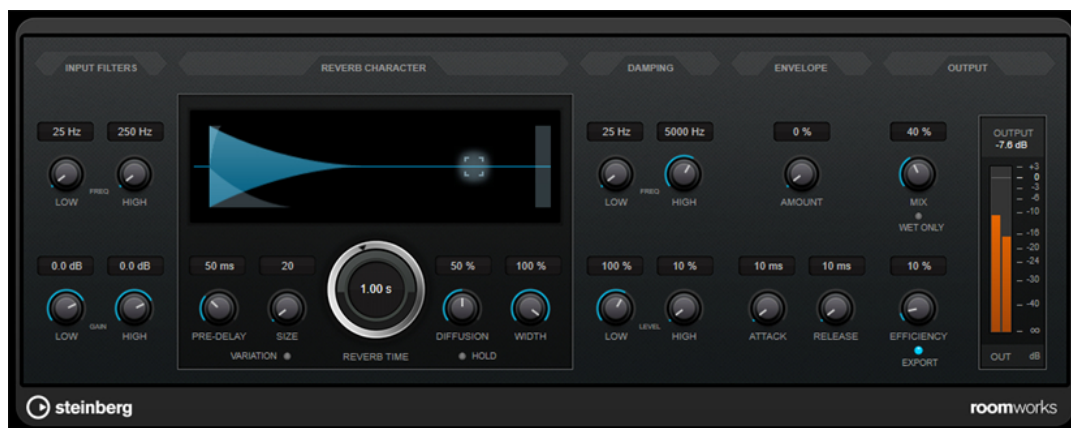 INPUT FILTERS
REVERB CHARACTER
DAMPING
ENVELOPE
OUTPUT
25 Hz
250 Hz
LOW
FREQ
HIGH
0.0 dB
0.0 dB
LOW
GAIN
HIGH
50 ms
20
1.00 s
50 %
100 %
PRE-DELAY
SIZE
DIFFUSION
WIDTH
VARIATION
REVERB TIME
HOLD
25 Hz
5000 Hz
LOW
FREQ
HIGH
100 %
10 %
LOW
LEVEL
HIGH
0 %
AMOUNT
10 ms
10 ms
ATTACK
RELEASE
40 %
MIX
WET ONLY
10 %
EFFICIENCY
EXPORT
OUTPUT
-7.6 dB
+3
0
-3
-6
-10
-16
-20
-24
-30
-40
∞
OUT
dB
steinberg
roomworks